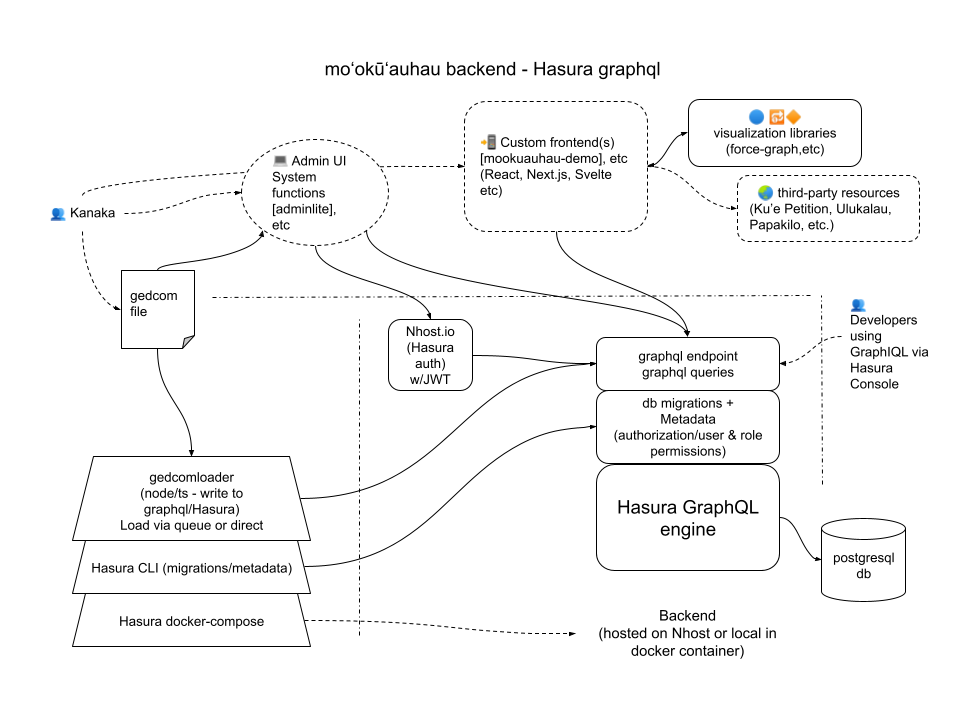 moʻokūʻauhau backend - Hasura graphql
Admin UI
System
functions
[adminlite],
etc
Custom frontend(s)
[mookuauhau-demo], etc
(React, Next.js, Svelte
etc)
visualization libraries
(force-graph,etc)
third-party resources
(Ku’e Petition, Ulukalau,
Papakilo, etc.)
Kanaka
gedcom
file
Nhost.io
(Hasura
auth)
w/JWT
graphql endpoint
graphql queries
Developers
using
GraphIQL via
Hasura
Console
db migrations +
Metadata
(authorization/user & role
permissions)
Hasura GraphQL
engine
postgresql
db
gedcomloader
(node/ts - write to
graphql/Hasura)
Load via queue or direct
Hasura CLI (migrations/metadata)
Hasura docker-compose
Backend
(hosted on Nhost or local in
docker container)